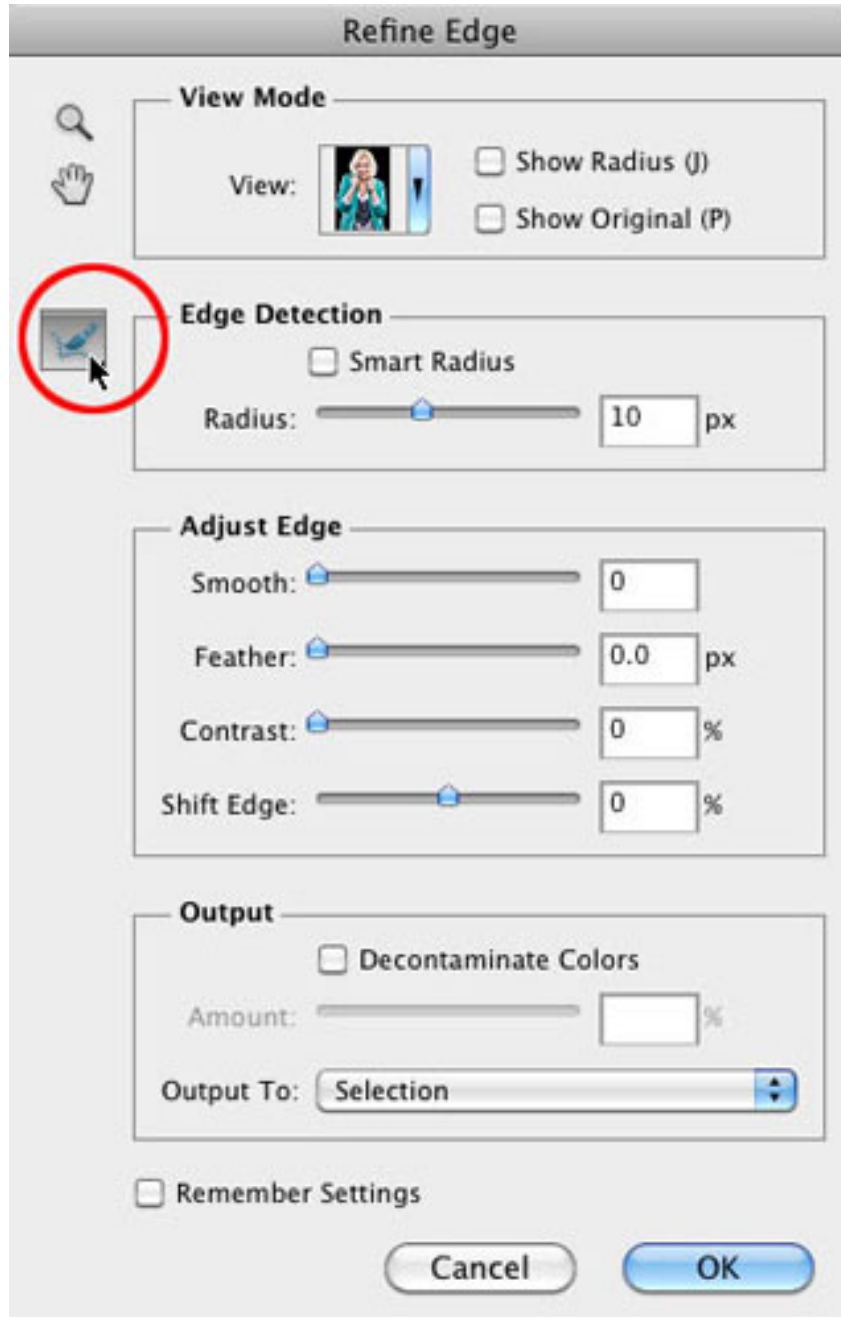 Refine Edge
View Mode
View:
Show Radius (J)
Show Original (P)
Edge Detection
Smart Radius
Radius: 10 px
Adjust Edge
Smooth: 0
Feather: 0.0 px
Contrast: 0 %
Shift Edge: 0 %
Output
Decontaminate Colors
Amount: %
Output To: Selection
Remember Settings
Cancel OK